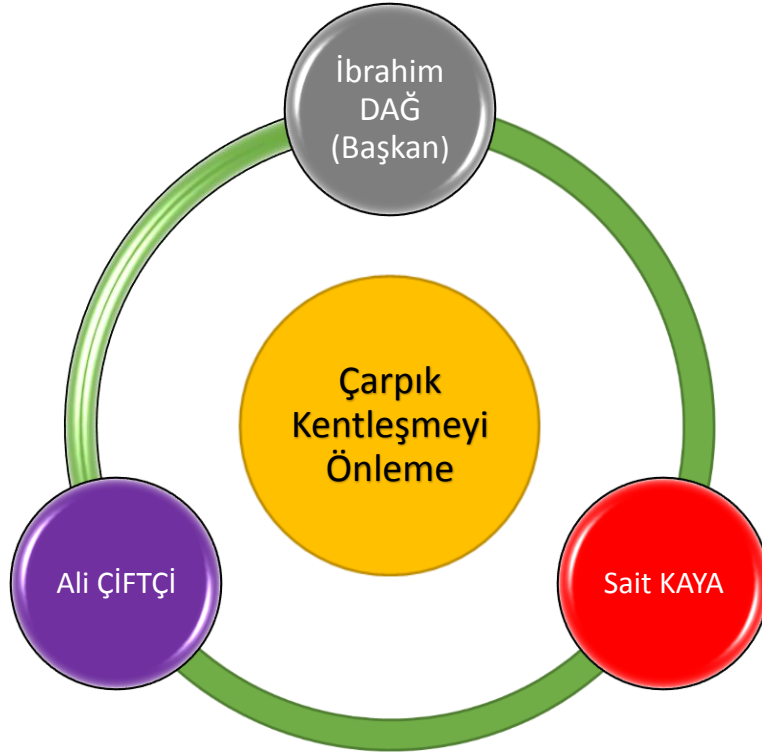 İbrahim
DAĞ
(Başkan)
Çarpık
Kentleşmeyi
Önleme
Ali ÇİFTÇİ
Sait KAYA